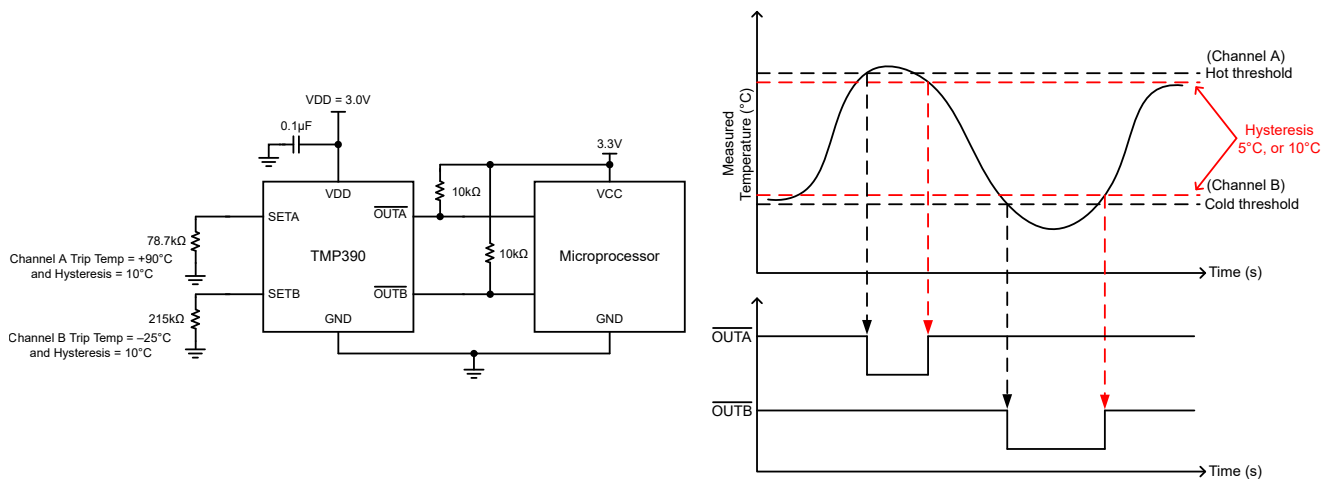 VDD = 3.0V
0.1µF
3.3V
VDD
10kΩ
VCC
SETA
OUTA
78.7kΩ
Channel A Trip Temp = +90°C
and Hysteresis = 10°C
TMP390
10kΩ
Microprocessor
SETB
OUTB
215kΩ
Channel B Trip Temp = –25°C
and Hysteresis = 10°C
GND
GND
Measured
Temperature (°C)
(Channel A)
Hot threshold
Hysteresis
5°C, or 10°C
(Channel B)
Cold threshold
Time (s)
OUTA
OUTB
Time (s)